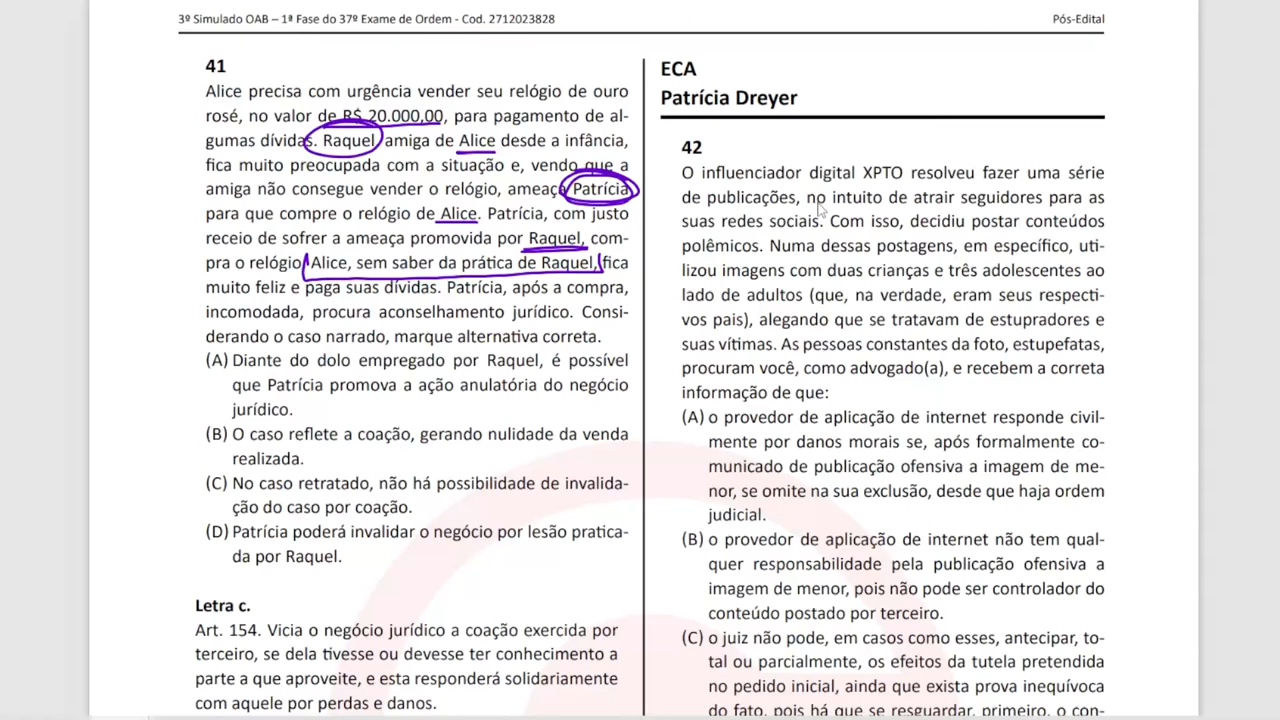 3º Simulado OAB – 1ª Fase do 37º Exame de Ordem - Cod. 2712023828
Pós-Edital
41
Alice precisa com urgência vender seu relógio de ouro
rosé, no valor de R$ 20.000,00, para pagamento de al-
gumas dívidas. Raquel, amiga de Alice desde a infância,
fica muito preocupada com a situação e, vendo que a
amiga não consegue vender o relógio, ameaça Patrícia
para que compre o relógio de Alice. Patrícia, com justo
receio de sofrer a ameaça promovida por Raquel, com-
pra o relógio. Alice, sem saber da prática de Raquel, fica
muito feliz e paga suas dívidas. Patrícia, após a compra,
incomodada, procura aconselhamento jurídico. Consi-
derando o caso narrado, marque alternativa correta.
(A) Diante do dolo empregado por Raquel, é possível
que Patrícia promova a ação anulatória do negócio
jurídico.
(B) O caso reflete a coação, gerando nulidade da venda
realizada.
(C) No caso retratado, não há possibilidade de invalida-
ção do caso por coação.
(D) Patrícia poderá invalidar o negócio por lesão pratica-
da por Raquel.
Letra c.
Art. 154. Vicia o negócio jurídico a coação exercida por
terceiro, se dela tivesse ou devesse ter conhecimento a
parte a que aproveite, e esta responderá solidariamente
com aquele por perdas e danos.
ECA
Patrícia Dreyer
42
O influenciador digital XPTO resolveu fazer uma série
de publicações, no intuito de atrair seguidores para as
suas redes sociais. Com isso, decidiu postar conteúdos
polêmicos. Numa dessas postagens, em específico, uti-
lizou imagens com duas crianças e três adolescentes ao
lado de adultos (que, na verdade, eram seus respecti-
vos pais), alegando que se tratavam de estupradores e
suas vítimas. As pessoas constantes da foto, estupefatas,
procuram você, como advogado(a), e recebem a correta
informação de que:
(A) o provedor de aplicação de internet responde civil-
mente por danos morais se, após formalmente co-
municado de publicação ofensiva a imagem de me-
nor, se omite na sua exclusão, desde que haja ordem
judicial.
(B) o provedor de aplicação de internet não tem qual-
quer responsabilidade pela publicação ofensiva a
imagem de menor, pois não pode ser controlador do
conteúdo postado por terceiro.
(C) o juiz não pode, em casos como esses, antecipar, to-
tal ou parcialmente, os efeitos da tutela pretendida
no pedido inicial, ainda que exista prova inequívoca
do fato, pois há que se resguardar, primeiro, o con-